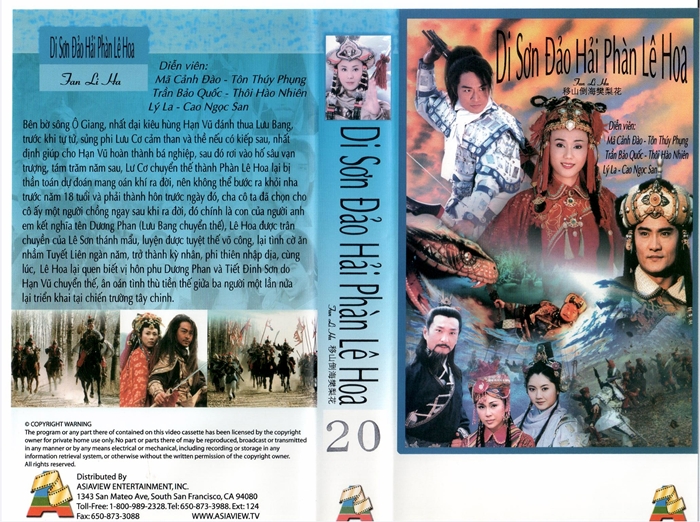 Di Sơn Đảo Hải Phàn Lê Hoa
Fan Li Ha
Diễn viên:
Mã Cảnh Đào - Tôn Thúy Phụng
Trần Bảo Quốc - Thôi Hào Nhiên
Lý La - Cao Ngọc San
Bên bờ sông Ô Giang, nhất đại kiêu hùng Hạn Vũ đánh thua Lưu Bang,
trước khi tự tử, sủng phi Lưu Cơ cảm than và thề nếu có kiếp sau, nhất
định giúp cho Hạn Vũ hoàn thành bá nghiệp, sau đó rơi vào hố sâu vạn
trượng, tám trăm năm sau, Lư Cơ chuyển thế thành Phàn Lê Hoa lại bị
thần toán dự đoán mang oán khí ra đời, nên không thể bước ra khỏi nha
trước năm 18 tuổi và phải thành hôn trước ngày đó, cha cô ta đã chọn cho
cô ấy một người chồng ngay sau khi ra đời, đó chính là con của người anh
em kết nghĩa tên Dương Phan (Lưu Bang chuyển thế), Lê Hoa được trân
chuyền của Lê Sơn thánh mẩu, luyện được tuyệt thế võ công, lại tình cờ ăn
nhầm Tuyết Liên ngàn năm, trở thành kỳ nhân, phi thiên nhập địa, cùng
lúc, Lê Hoa lại quen biết vị hôn phu Dương Phan và Tiết Đinh Sơn do
Hạn Vũ chuyển thế, ân oán tình thù tiền thế giữa ba người một lần nữa
lại triển khai tại chiến trường tây chinh.
© COPYRIGHT WARNING
The program or any part there of contained on this video cassette has been licensed by the copyright
owner for private home use only. No part or parts there of may be reproduced, broadcast or transmitted
in any manner or by any means electrical or mechanical, including recording or storage in any
information retrieval system, or otherwise without the written permission of the copyright owner.
All rights reserved.
Distributed By
ASIAVIEW ENTERTAINMENT, INC.
1343 San Mateo Ave, South San Francisco, CA 94080
Toll-Free: 1-800-989-2328.Tel: 650-873-3988. Ext: 124
Fax:650-873-3088 WWW.ASIAVIEW.TV
Di Sơn Đảo Hải Phàn Lê Hoa
Fan Li Ha 移山倒海樊梨花
20
Di Sơn Đảo Hải Phàn Lê Hoa
Fan Li Ha
移山倒海樊梨花
Diễn viên:
Mã Cảnh Đào - Tôn Thúy Phụng
Trần Bảo Quốc - Thôi Hào Nhiên
Lý La - Cao Ngọc San